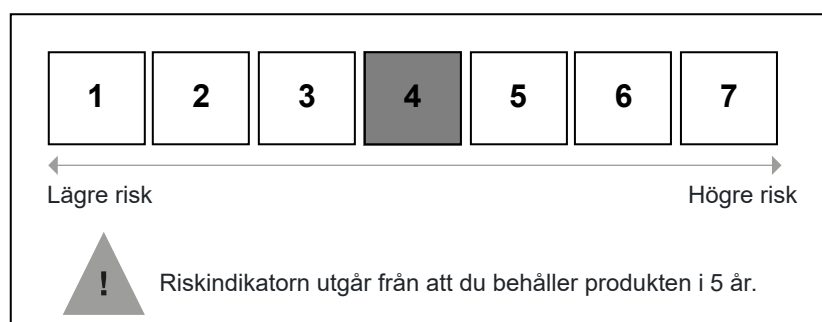 1 2 3 4 5 6 7
Lägre risk Högre risk
! Riskindikatorn utgår från att du behåller produkten i 5 år.